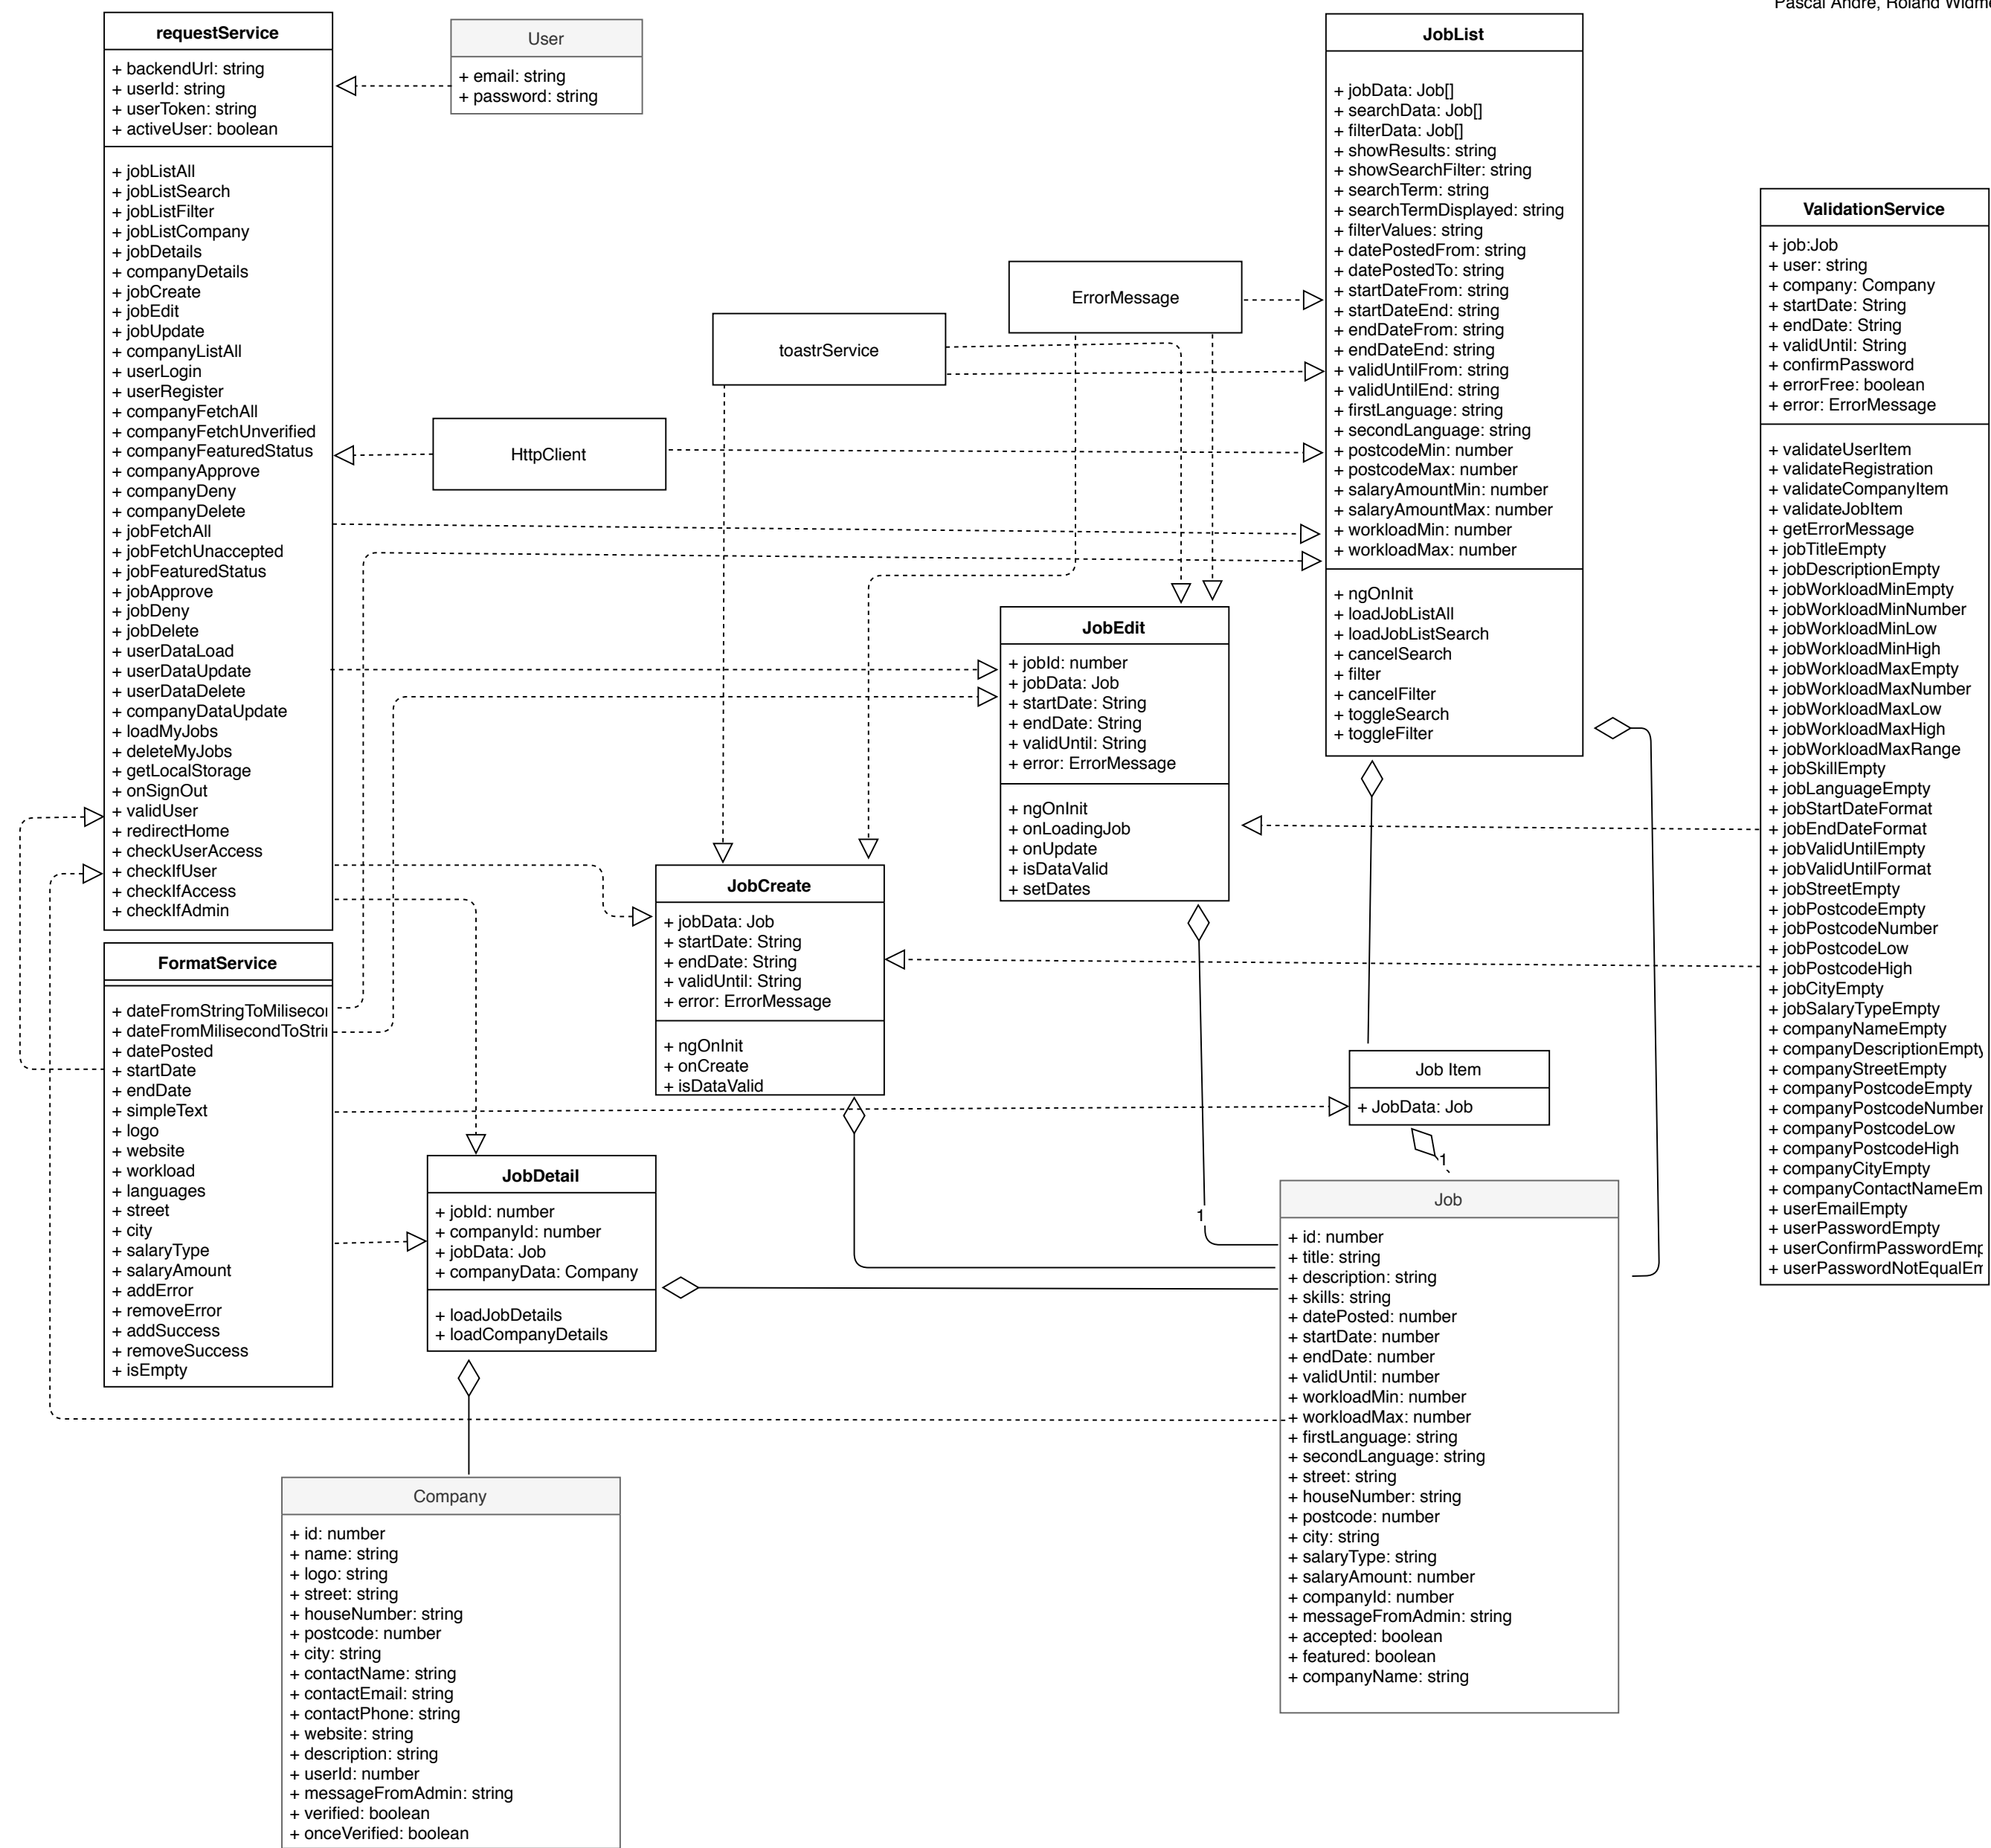 Pascal Andre, Roland
requestService
+ backendUrl: string
+ userId: string
+ userToken: string
+ activeUser: boolean
+ jobListAll
+ jobListSearch
+ jobListFilter
+ jobListCompany
+ jobDetails
+ companyDetails
+ jobCreate
+ jobEdit
+ jobUpdate
+ companyListAll
+ userLogin
+ userRegister
+ companyFetchAll
+ companyFetchUnverified
+ companyFeaturedStatus
+ companyApprove
+ companyDeny
+ companyDelete
+ jobFetchAll
+ jobFetchUnaccepted
+ jobFeaturedStatus
+ jobApprove
+ jobDeny
+ jobDelete
+ userDataLoad
+ userDataUpdate
+ userDataDelete
+ companyDataUpdate
+ loadMyJobs
+ deleteMyJobs
+ getLocalStorage
+ onSignOut
+ validUser
+ redirectHome
+ checkUserAccess
+ checkIfUser
+ checkIfAccess
+ checkIfAdmin
User
+ email: string
+ password: string
JobList
+ jobData: Job[]
+ searchData: Job[]
+ filterData: Job[]
+ showResults: string
+ showSearchFilter: string
+ searchTerm: string
+ searchTermDisplayed: string
+ filterValues: string
+ datePostedFrom: string
+ datePostedTo: string
+ startDateFrom: string
+ startDateEnd: string
+ endDateFrom: string
+ endDateEnd: string
+ validUntilFrom: string
+ validUntilEnd: string
+ firstLanguage: string
+ secondLanguage: string
+ postcodeMin: number
+ postcodeMax: number
+ salaryAmountMin: number
+ salaryAmountMax: number
+ workloadMin: number
+ workloadMax: number
+ ngOnInit
+ loadJobListAll
+ loadJobListSearch
+ cancelSearch
+ filter
+ cancelFilter
+ toggleSearch
+ toggleFilter
ValidationService
+ job:Job
+ user: string
+ company: Company
+ startDate: String
+ endDate: String
+ validUntil: String
+ confirmPassword
+ errorFree: boolean
+ error: ErrorMessage
+ validateUserItem
+ validateRegistration
+ validateCompanyItem
+ validateJobItem
+ getErrorMessage
+ jobTitleEmpty
+ jobDescriptionEmpty
+ jobWorkloadMinEmpty
+ jobWorkloadMinNumber
+ jobWorkloadMinLow
+ jobWorkloadMinHigh
+ jobWorkloadMaxEmpty
+ jobWorkloadMaxNumber
+ jobWorkloadMaxLow
+ jobWorkloadMaxHigh
+ jobWorkloadMaxRange
+ jobSkillEmpty
+ jobLanguageEmpty
+ jobStartDateFormat
+ jobEndDateFormat
+ jobValidUntilEmpty
+ jobValidUntilFormat
+ jobStreetEmpty
+ jobPostcodeEmpty
+ jobPostcodeNumber
+ jobPostcodeLow
+ jobPostcodeHigh
+ jobCityEmpty
+ jobSalaryTypeEmpty
+ companyNameEmpty
+ companyDescriptionEmpty
+ companyStreetEmpty
+ companyPostcodeEmpty
+ companyPostcodeNumber
+ companyPostcodeLow
+ companyPostcodeHigh
+ companyCityEmpty
+ companyContactNameEm
+ userEmailEmpty
+ userPasswordEmpty
+ userConfirmPasswordEmp
+ userPasswordNotEqualEm
ErrorMessage
toastrService
HttpClient
JobEdit
+ jobId: number
+ jobData: Job
+ startDate: String
+ endDate: String
+ validUntil: String
+ error: ErrorMessage
+ ngOnInit
+ onLoadingJob
+ onUpdate
+ isDataValid
+ setDates
JobCreate
+ jobData: Job
+ startDate: String
+ endDate: String
+ validUntil: String
+ error: ErrorMessage
+ ngOnInit
+ onCreate
+ isDataValid
FormatService
+ dateFromStringToMiliseco
+ dateFromMilisecondToStri
+ datePosted
+ startDate
+ endDate
+ simpleText
+ logo
+ website
+ workload
+ languages
+ street
+ city
+ salaryType
+ salaryAmount
+ addError
+ removeError
+ addSuccess
+ removeSuccess
+ isEmpty
Job Item
+ JobData: Job
1
JobDetail
+ jobId: number
+ companyId: number
+ jobData: Job
+ companyData: Company
+ loadJobDetails
+ loadCompanyDetails
1
Job
+ id: number
+ title: string
+ description: string
+ skills: string
+ datePosted: number
+ startDate: number
+ endDate: number
+ validUntil: number
+ workloadMin: number
+ workloadMax: number
+ firstLanguage: string
+ secondLanguage: string
+ street: string
+ houseNumber: string
+ postcode: number
+ city: string
+ salaryType: string
+ salaryAmount: number
+ companyId: number
+ messageFromAdmin: string
+ accepted: boolean
+ featured: boolean
+ companyName: string
Company
+ id: number
+ name: string
+ logo: string
+ street: string
+ houseNumber: string
+ postcode: number
+ city: string
+ contactName: string
+ contactEmail: string
+ contactPhone: string
+ website: string
+ description: string
+ userId: number
+ messageFromAdmin: string
+ verified: boolean
+ onceVerified: boolean